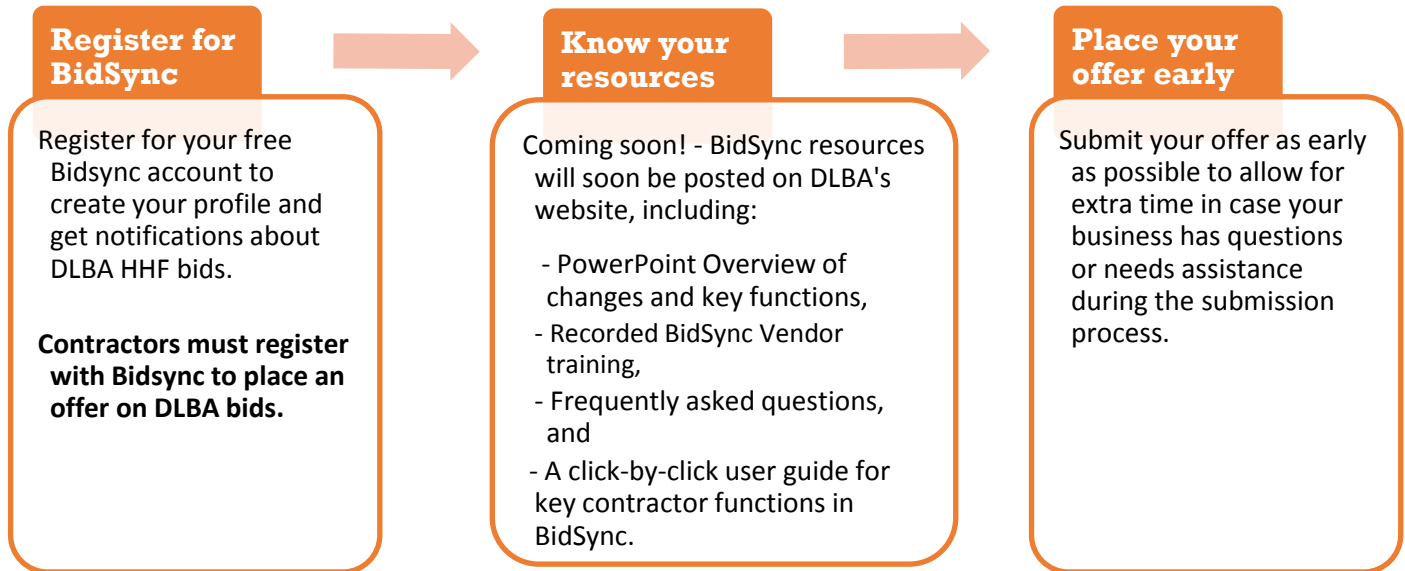 Register for
BidSync
Register for your free
Bidsync account to
create your profile and
get notifications about
DLBA HHF bids.
Contractors must register
with Bidsync to place an
offer on DLBA bids.
Know your
resources
Coming soon! - BidSync resources
will soon be posted on DLBA's
website, including:
- PowerPoint Overview of
changes and key functions,
- Recorded BidSync Vendor
training,
- Frequently asked questions,
and
- A click-by-click user guide for
key contractor functions in
BidSync.
Place your
offer early
Submit your offer as early
as possible to allow for
extra time in case your
business has questions
or needs assistance
during the submission
process.